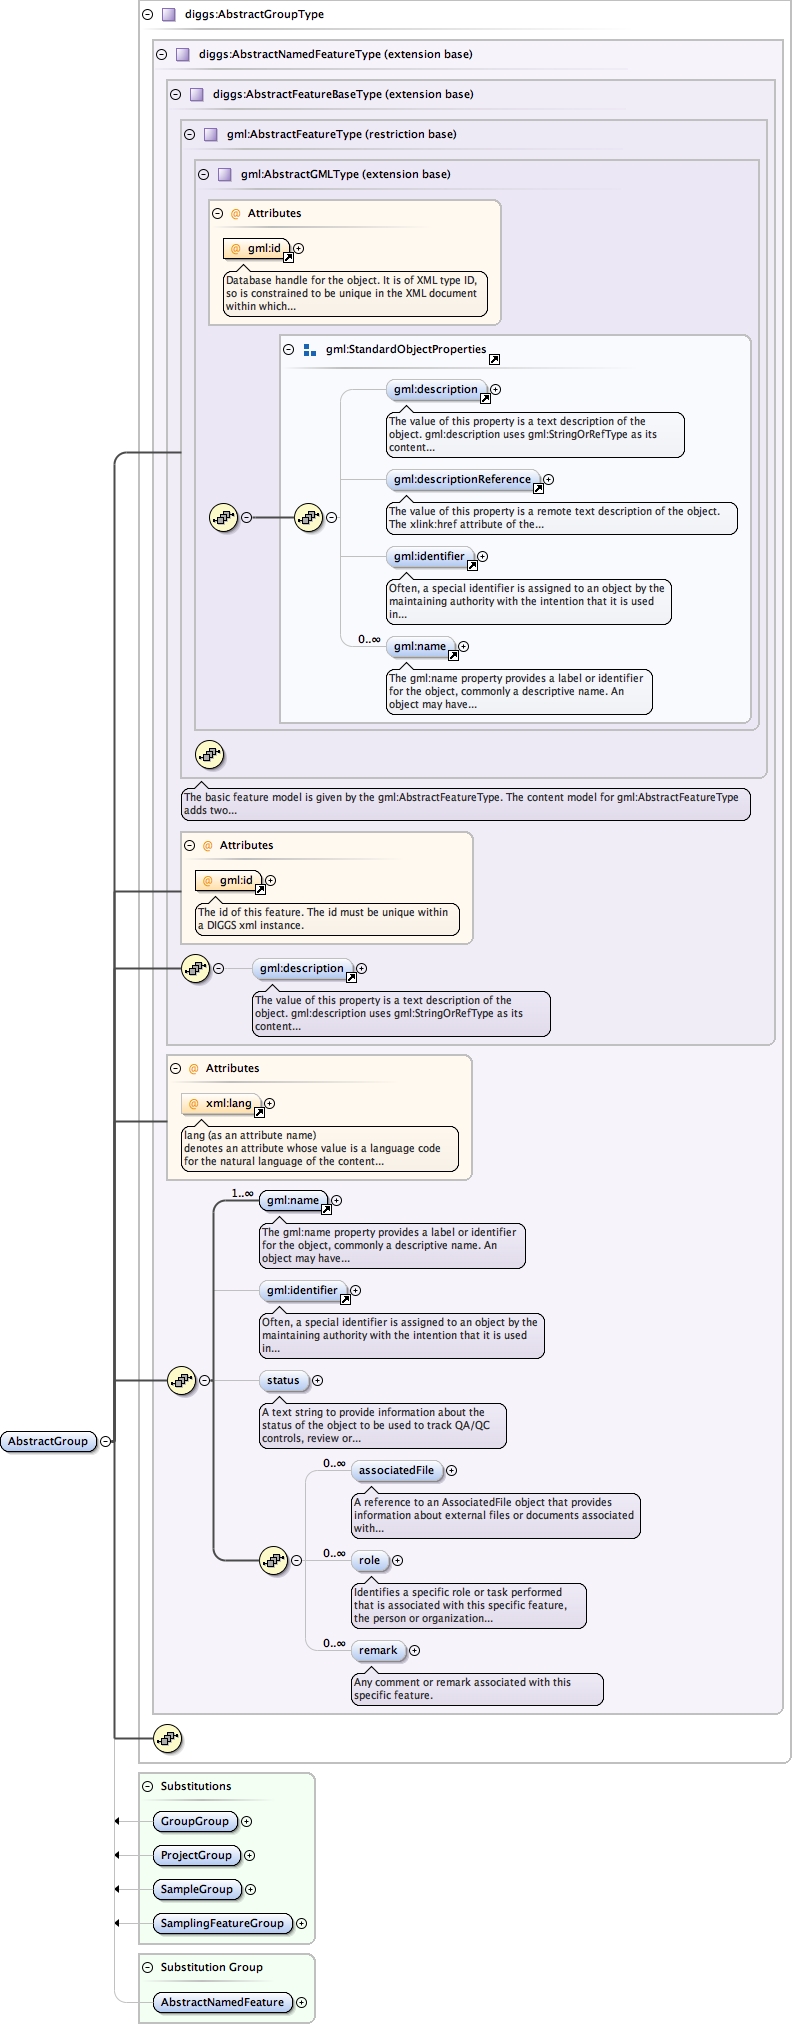 diggs:AbstractGroupType
diggs:AbstractNamedFeatureType (extension base)
diggs:AbstractFeatureBaseType (extension base)
gml:AbstractFeatureType (restriction base)
gml:AbstractGMLType (extension base)
@ Attributes
@ gml:id
Database handle for the object. It is of XML type ID,
so is constrained to be unique in the XML document
within which...
gml:StandardObjectProperties
gml:description
The value of this property is a text description of the
object. gml:description uses gml:StringOrRefType as its
content...
gml:descriptionReference
The value of this property is a remote text description of the object.
The xlink:href attribute of the...
gml:identifier
Often, a special identifier is assigned to an object by the
maintaining authority with the intention that it is used
in...
0..∞
gml:name
The gml:name property provides a label or identifier
for the object, commonly a descriptive name. An
object may have...
The basic feature model is given by the gml:AbstractFeatureType. The content model for gml:AbstractFeatureType
adds two...
@ Attributes
@ gml:id
The id of this feature. The id must be unique within
a DIGGS xml instance.
gml:description
The value of this property is a text description of the
object. gml:description uses gml:StringOrRefType as its
content...
@ Attributes
@ xml:lang
lang (as an attribute name)
denotes an attribute whose value is a language code
for the natural language of the content...
1..∞
gml:name
The gml:name property provides a label or identifier
for the object, commonly a descriptive name. An
object may have...
gml:identifier
Often, a special identifier is assigned to an object by the
maintaining authority with the intention that it is used
in...
status
A text string to provide information about the
status of the object to be used to track QA/QC
controls, review or...
AbstractGroup
0..∞
associatedFile
A reference to an AssociatedFile object that provides
information about external files or documents associated
with...
0..∞
role
Identifies a specific role or task performed
that is associated with this specific feature,
the person or organization...
0..∞
remark
Any comment or remark associated with this
specific feature.
Substitutions
GroupGroup
ProjectGroup
SampleGroup
SamplingFeatureGroup
Substitution Group
AbstractNamedFeature